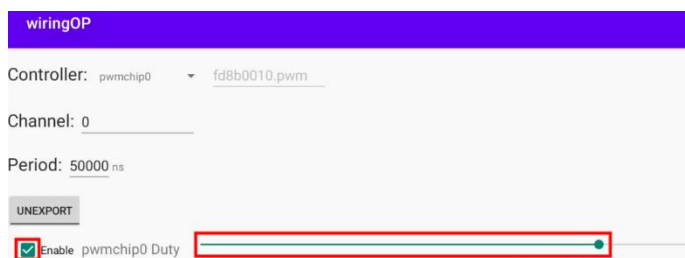 wiringOP
Controller: pwmchip0 fd8b0010.pwm
Channel: 0
Period: 50000 ns
UNEXPORT
Enable pwmchip0 Duty